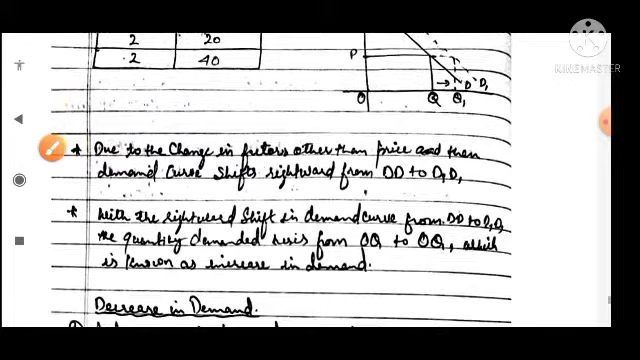 2 20
P
2 40
O Q Q1 D D1
KINEMASTER
* Due to the Change in factors other than price and then
demand Curve shifts rightward from DD to D1D1
* With the rightward shift in demand curve from DD to D1D1
the quantity demanded rises from OQ to OQ1 which
is known as increase in demand.
Decrease in Demand.